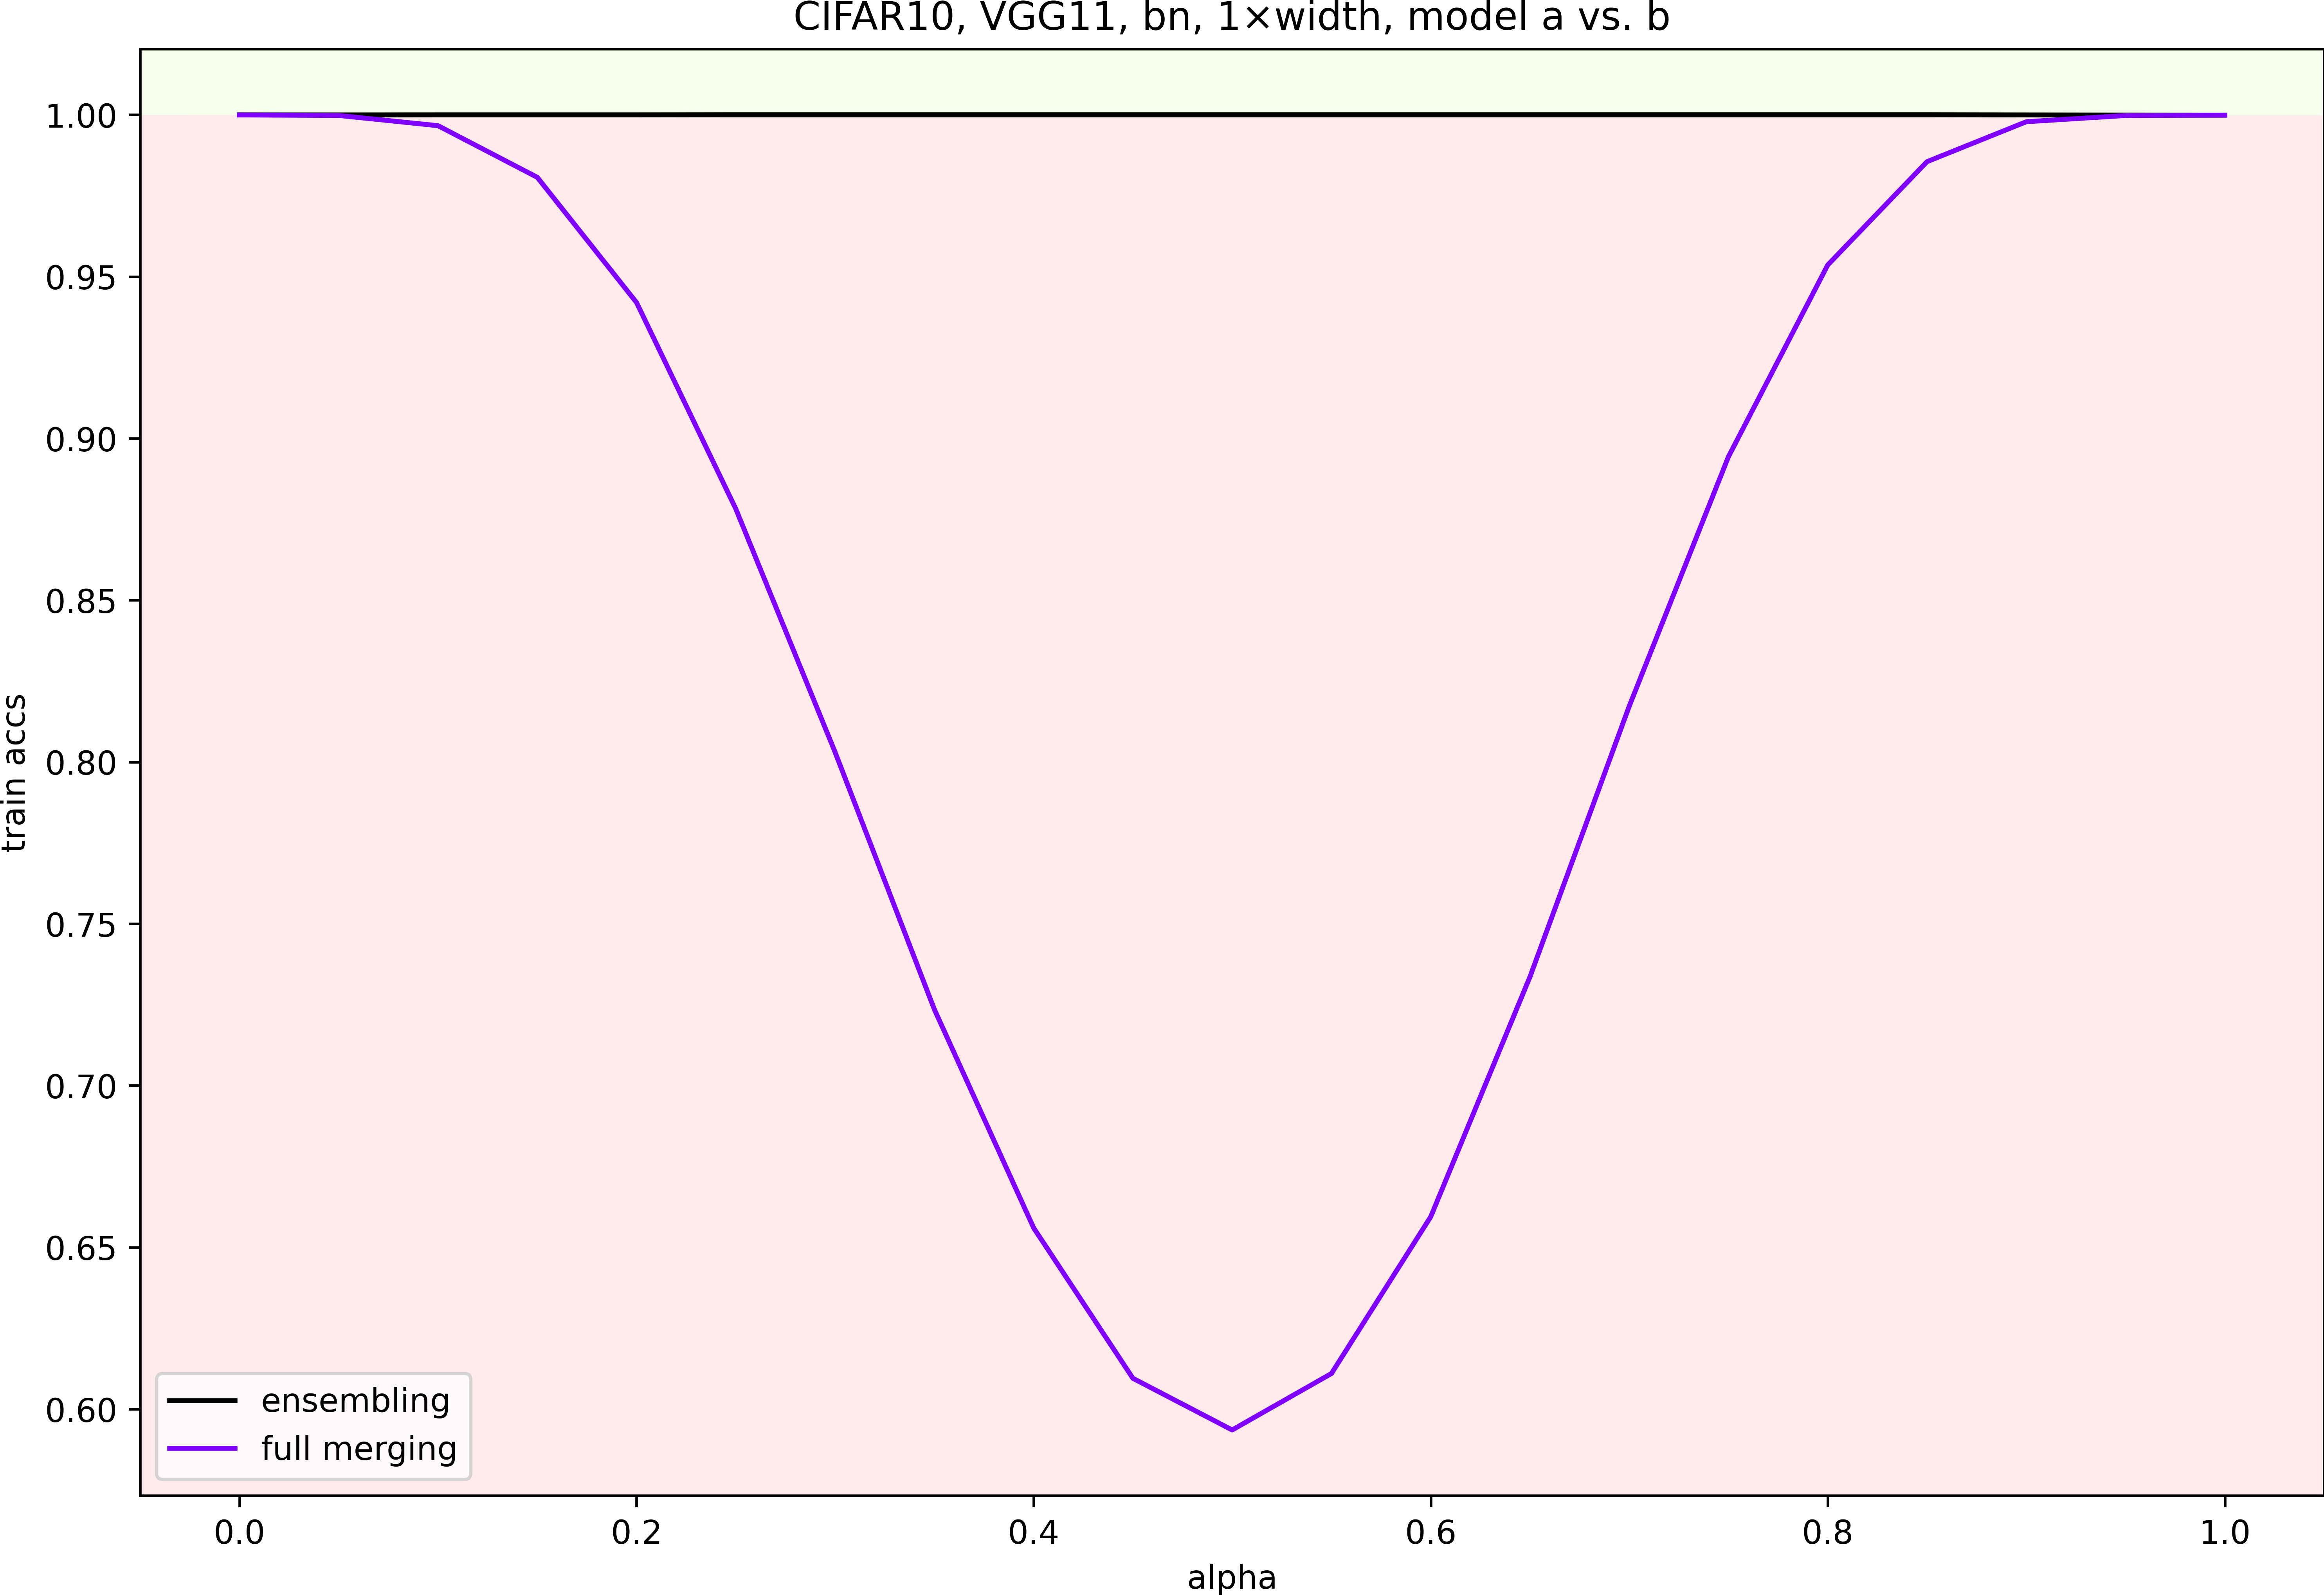 CIFAR10, VGG11, bn, 1×width, model a vs. b
train accs
1.00
0.95
0.90
0.85
0.80
0.75
0.70
0.65
0.60
ensembling
full merging
0.0 0.2 0.4 0.6 0.8 1.0
alpha